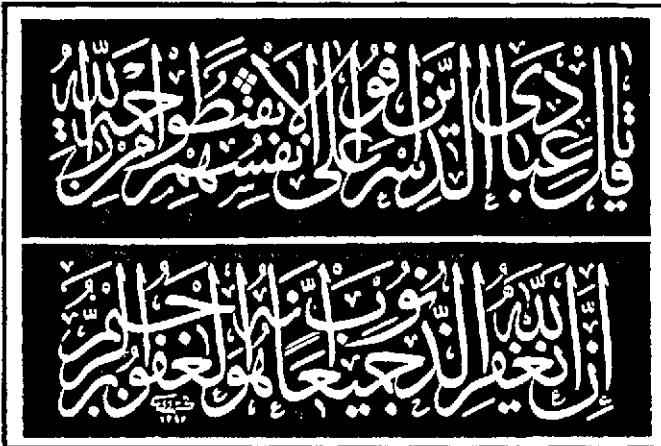 قل يا عبادي الذين أسرفوا على أنفسهم لا تقنطوا من رحمة الله
إن الله يغفر الذنوب جميعا إنه هو الغفور الرحيم